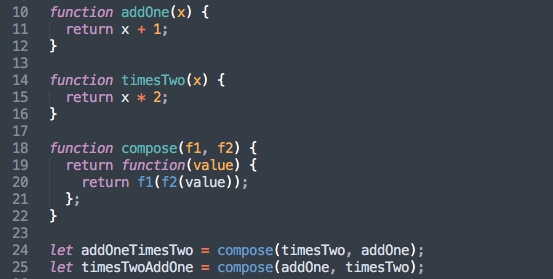 10 function addOne(x) {
11   return x + 1;
12 }
13
14 function timesTwo(x) {
15   return x * 2;
16 }
17
18 function compose(f1, f2) {
19   return function(value) {
20     return f1(f2(value));
21   };
22 }
23
24 let addOneTimesTwo = compose(timesTwo, addOne);
25 let timesTwoAddOne = compose(addOne, timesTwo);